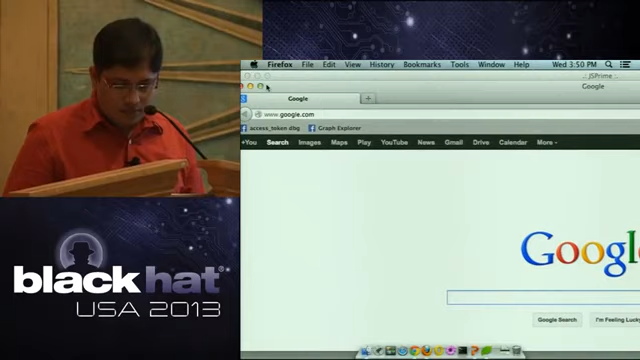 Firefox File Edit View History Bookmarks Tools Window Help Wed 3:50 PM
.: JSPrime
Google
Google
www.google.com
access_token dbg Graph Explorer
+You Search Images Maps Play YouTube News Gmail Drive Calendar More
Google
Google Search I'm Feeling Lucky
black hat®
USA 2013